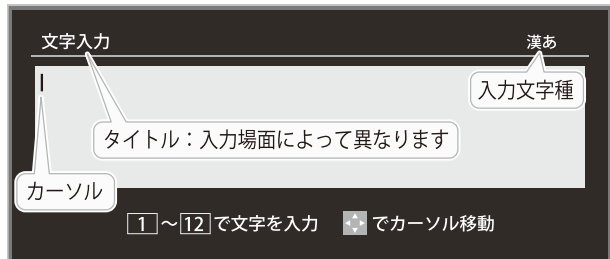 文字入力 漢あ
入力文字種
タイトル：入力場面によって異なります
カーソル
1～12で文字を入力 でカーソル移動